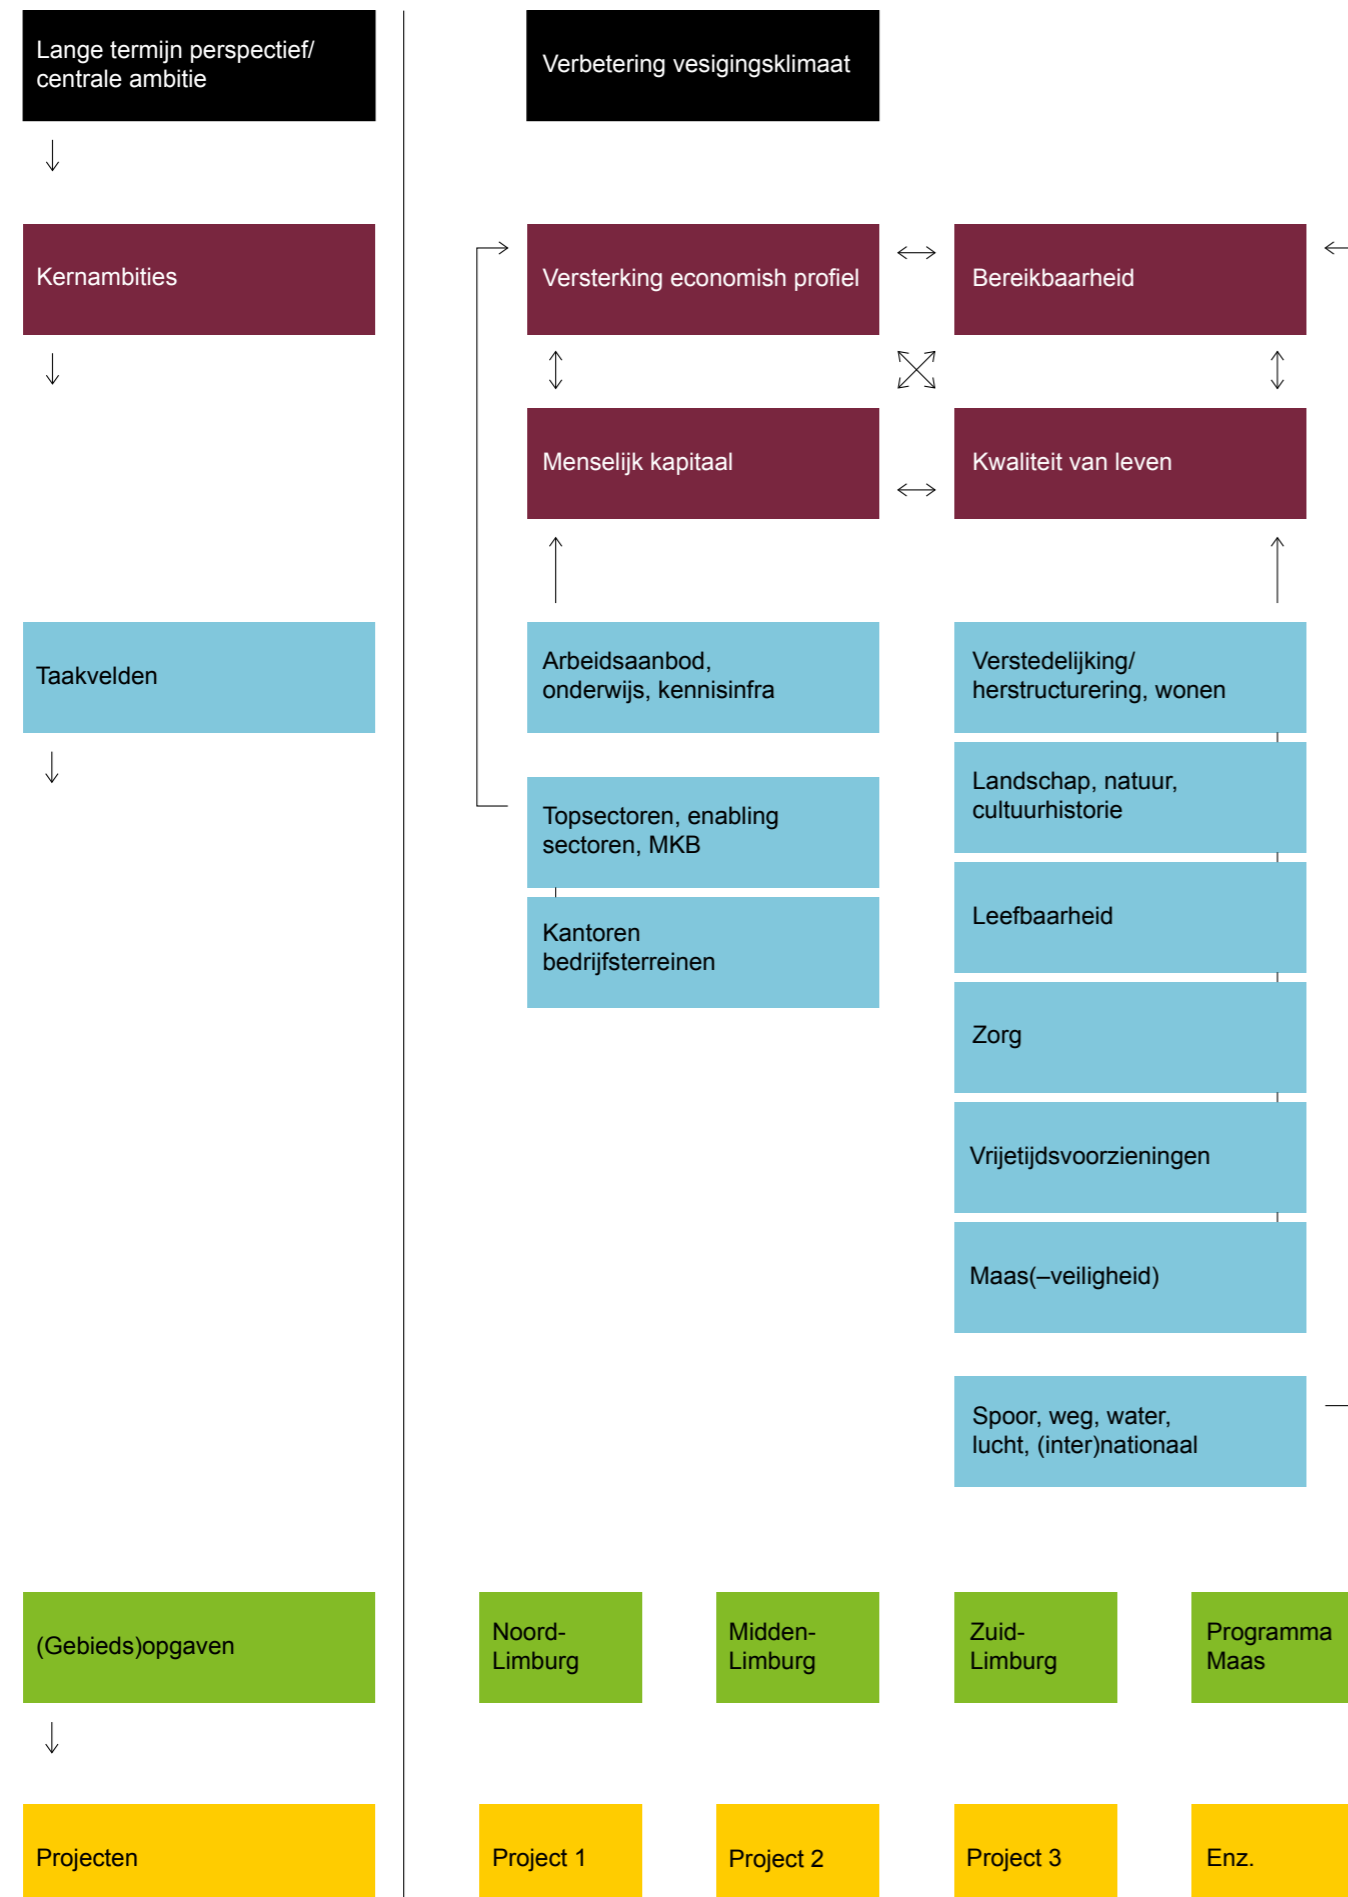 Lange termijn perspectief/
centrale ambitie
Verbetering vesigingsklimaat
Kernambities
Versterking economish profiel
Bereikbaarheid
Menselijk kapitaal
Kwaliteit van leven
Taakvelden
Arbeidsaanbod,
onderwijs, kennisinfra
Verstedelijking/
herstructurering, wonen
Topsectoren, enabling
sectoren, MKB
Landschap, natuur,
cultuurhistorie
Kantoren
bedrijfsterreinen
Leefbaarheid
Zorg
Vrijetijdsvoorzieningen
Maas(–veiligheid)
Spoor, weg, water,
lucht, (inter)nationaal
(Gebieds)opgaven
Noord-
Limburg
Midden-
Limburg
Zuid-
Limburg
Programma
Maas
Projecten
Project 1
Project 2
Project 3
Enz.